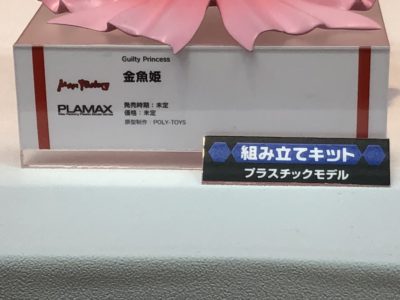 Guilty Princess
金魚姫
Max Factory
PLAMAX
発売時期：未定
価格：未定
原型制作：POLY-TOYS
組み立てキット
プラスチックモデル